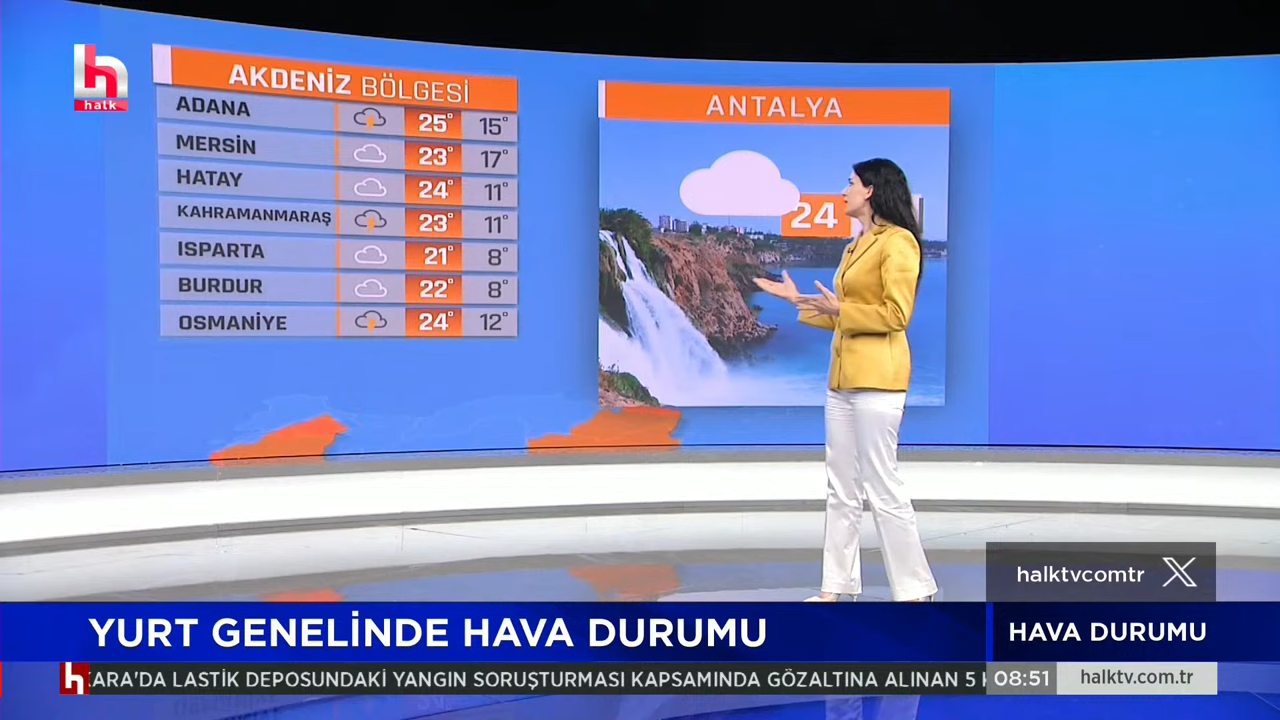 h
halk
AKDENİZ BÖLGESİ
ADANA 25° 15°
MERSİN 23° 17°
HATAY 24° 11°
KAHRAMANMARAŞ 23° 11°
ISPARTA 21° 8°
BURDUR 22° 8°
OSMANİYE 24° 12°
ANTALYA
24
halktvcomtr X
YURT GENELİNDE HAVA DURUMU
HAVA DURUMU
h KARA'DA LASTİK DEPOSUNDAKİ YANGIN SORUŞTURMASI KAPSAMINDA GÖZALTINA ALINAN 5 08:51 halktv.com.tr